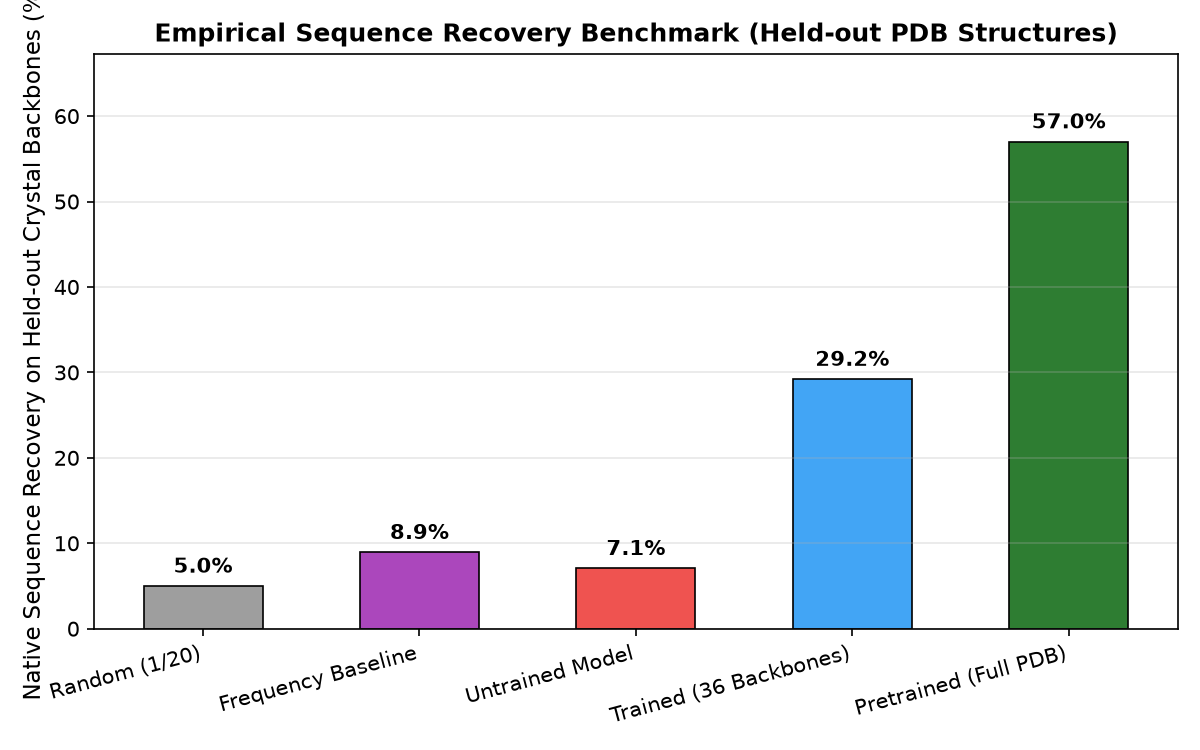 Empirical Sequence Recovery Benchmark (Held-out PDB Structures)
Native Sequence Recovery on Held-out Crystal Backbones (%
60
50
40
30
20
10
0
5.0%
8.9%
7.1%
29.2%
57.0%
Random (1/20)
Frequency Baseline
Untrained Model
Trained (36 Backbones)
Pretrained (Full PDB)